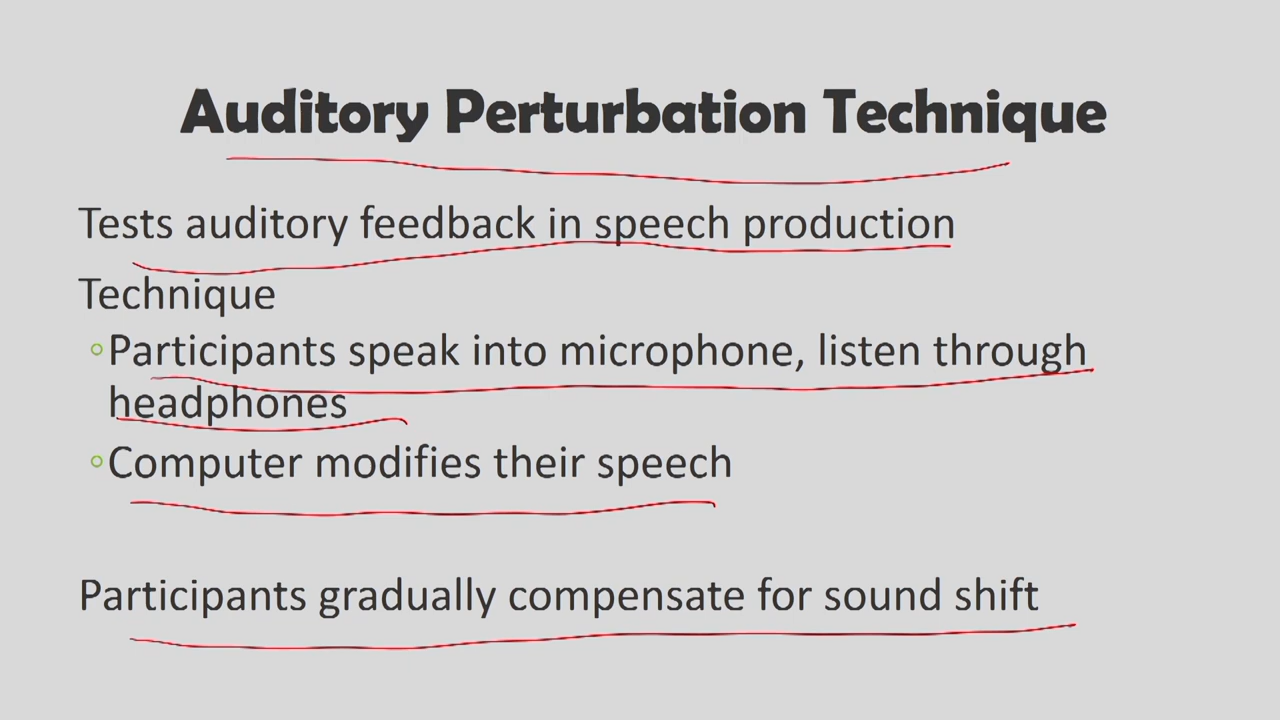 Auditory Perturbation Technique
Tests auditory feedback in speech production
Technique
◦Participants speak into microphone, listen through
headphones
◦Computer modifies their speech
Participants gradually compensate for sound shift